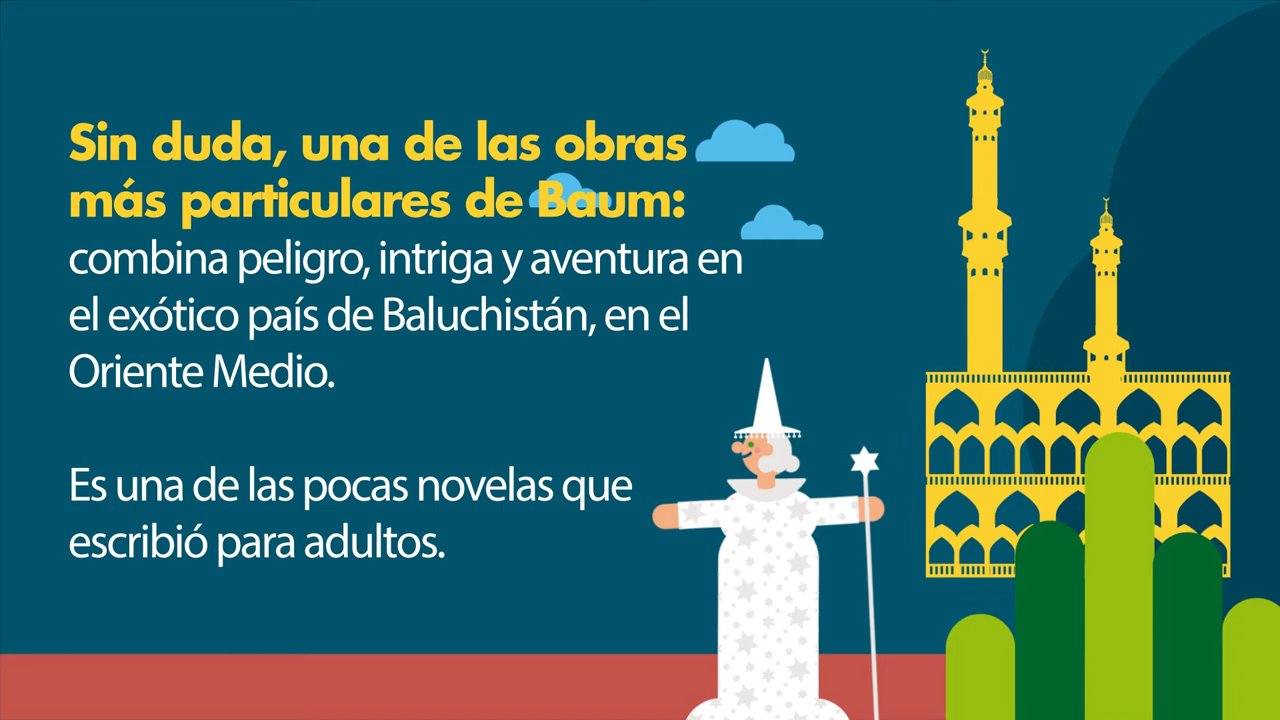 Sin duda, una de las obras
más particulares de Baum:
combina peligro, intriga y aventura en
el exótico país de Baluchistán, en el
Oriente Medio.
Es una de las pocas novelas que
escribió para adultos.